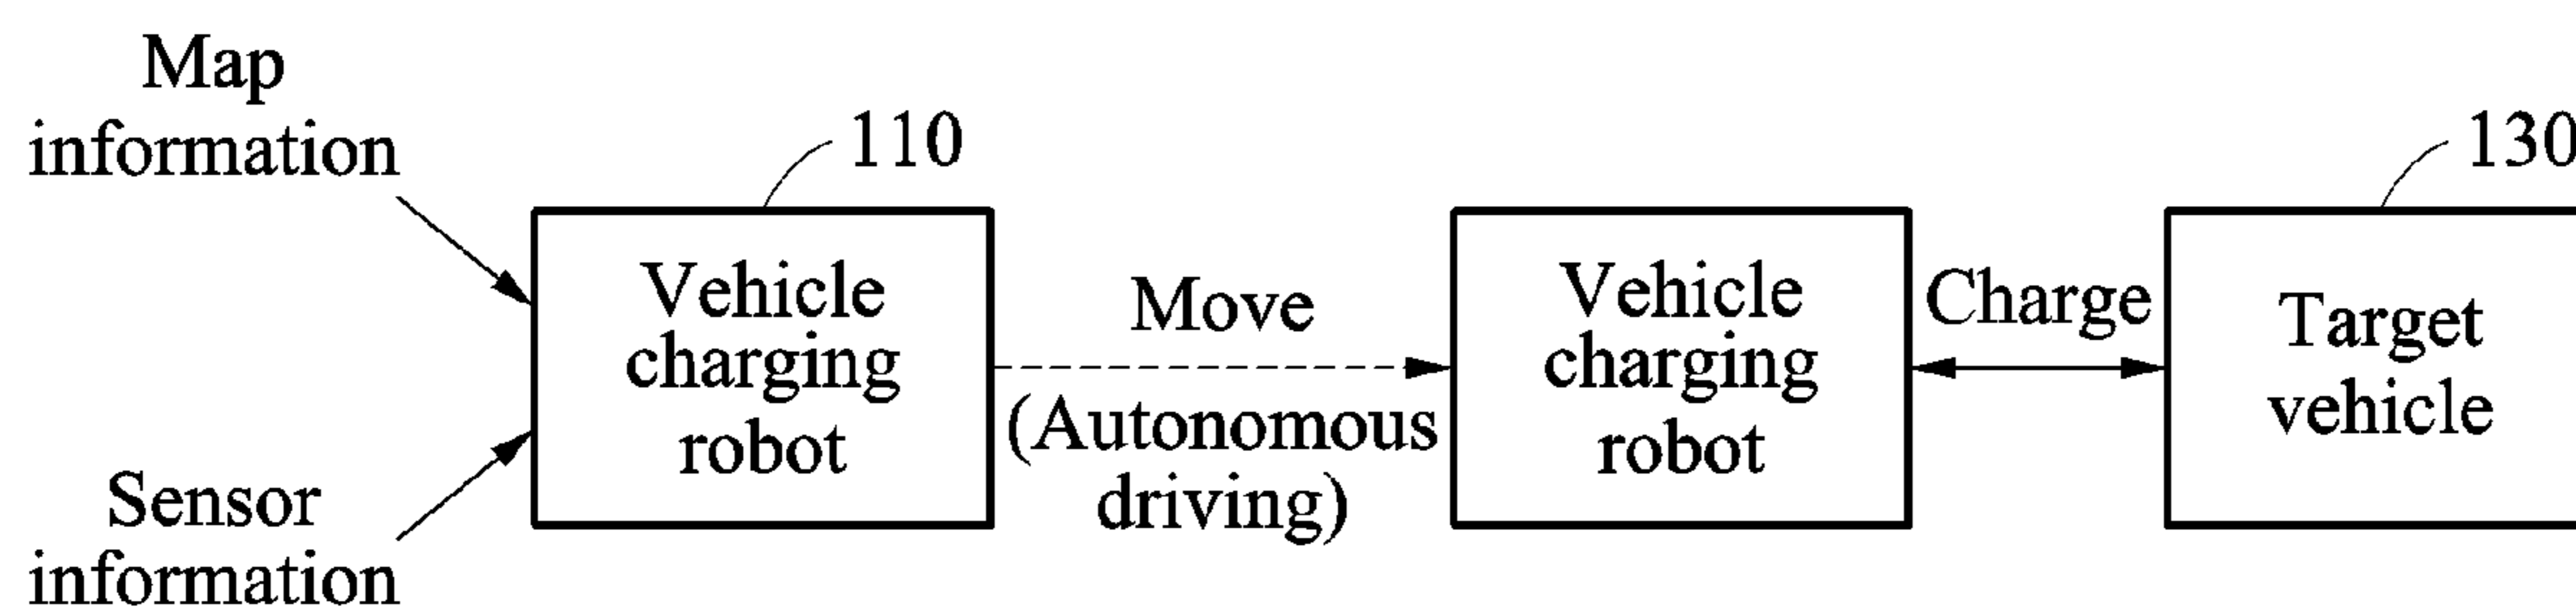 Map
information
110
130
Vehicle
charging
robot
Move
(Autonomous
driving)
Vehicle
charging
robot
Charge
Target
vehicle
Sensor
information